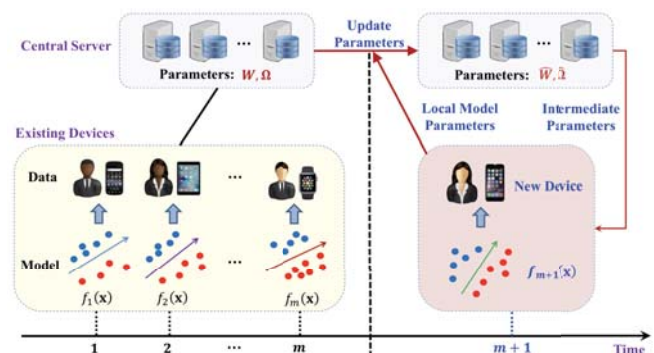 Central Server
...
Parameters: W, Ω
Update
Parameters
...
Parameters: Ŵ, Ω̂
Local Model
Parameters
Intermediate
Parameters
Existing Devices
Data
...
New Device
Model
...
f₁(x)
f₂(x)
fₘ(x)
fₘ₊₁(x)
1
2
...
m
m + 1
Time